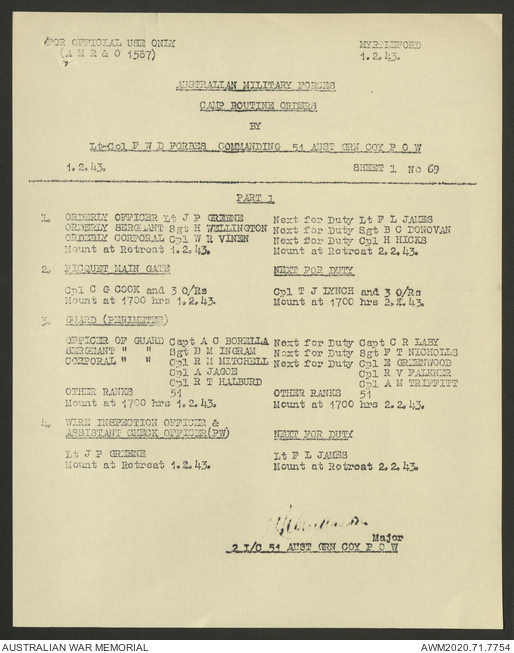 FOR OFFICIAL USE ONLY MYRTLEFORD
(A M R & O 1587) 1.2.43.
AUSTRALIAN MILITARY FORCES
CAMP ROUTINE ORDERS
BY
Lt-Col F W D FORBES COMMANDING 51 AUST GRN COY P O W
1.2.43. SHEET 1 No 69
PART 1
1. ORDERLY OFFICER Lt J P GREENE Next for Duty Lt F L JAMES
ORDERLY SERGEANT Sgt H WELLINGTON Next for Duty Sgt B C DONOVAN
ORDERLY CORPORAL Cpl W R VINEN Next for Duty Cpl H HICKS
Mount at Retreat 1.2.43. Mount at Retreat 2.2.43.
2. PICQUET MAIN GATE NEXT FOR DUTY
Cpl C G COOK and 3 O/Rs Cpl T J LYNCH and 3 O/Rs
Mount at 1700 hrs 1.2.43. Mount at 1700 hrs 2.2.43.
3. GUARD (PERIMETER)
OFFICER OF GUARD Capt A C BORELLA Next for Duty Capt C R LABY
SERGEANT " " Sgt B M INGRAM Next for Duty Sgt F T NICHOLLS
CORPORAL " " Cpl R H MITCHELL Next for Duty Cpl E GREENWOOD
Cpl A JAGOE Cpl R V FALKNER
Cpl R T HALBURD Cpl A M TRIFFITT
OTHER RANKS 51 OTHER RANKS 51
Mount at 1700 hrs 1.2.43. Mount at 1700 hrs 2.2.43.
4. WIRE INSPECTION OFFICER &
ASSISTANT CHECK OFFICER(PW) NEXT FOR DUTY
Lt J P GREENE Lt F L JAMES
Mount at Retreat 1.2.43. Mount at Retreat 2.2.43.
Major
2 I/C 51 AUST GRN COY P O W
AUSTRALIAN WAR MEMORIAL AWM2020.71.7754